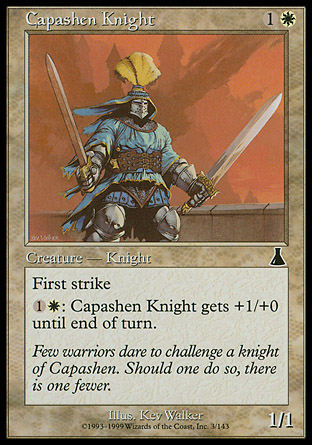 Capashen Knight 1
Creature — Knight
First strike
1 : Capashen Knight gets +1/+0
until end of turn.
Few warriors dare to challenge a knight
of Capashen. Should one do so, there
is one fewer.
Illus. Kev Walker
©1993-1999 Wizards of the Coast, Inc. 3/143
1/1